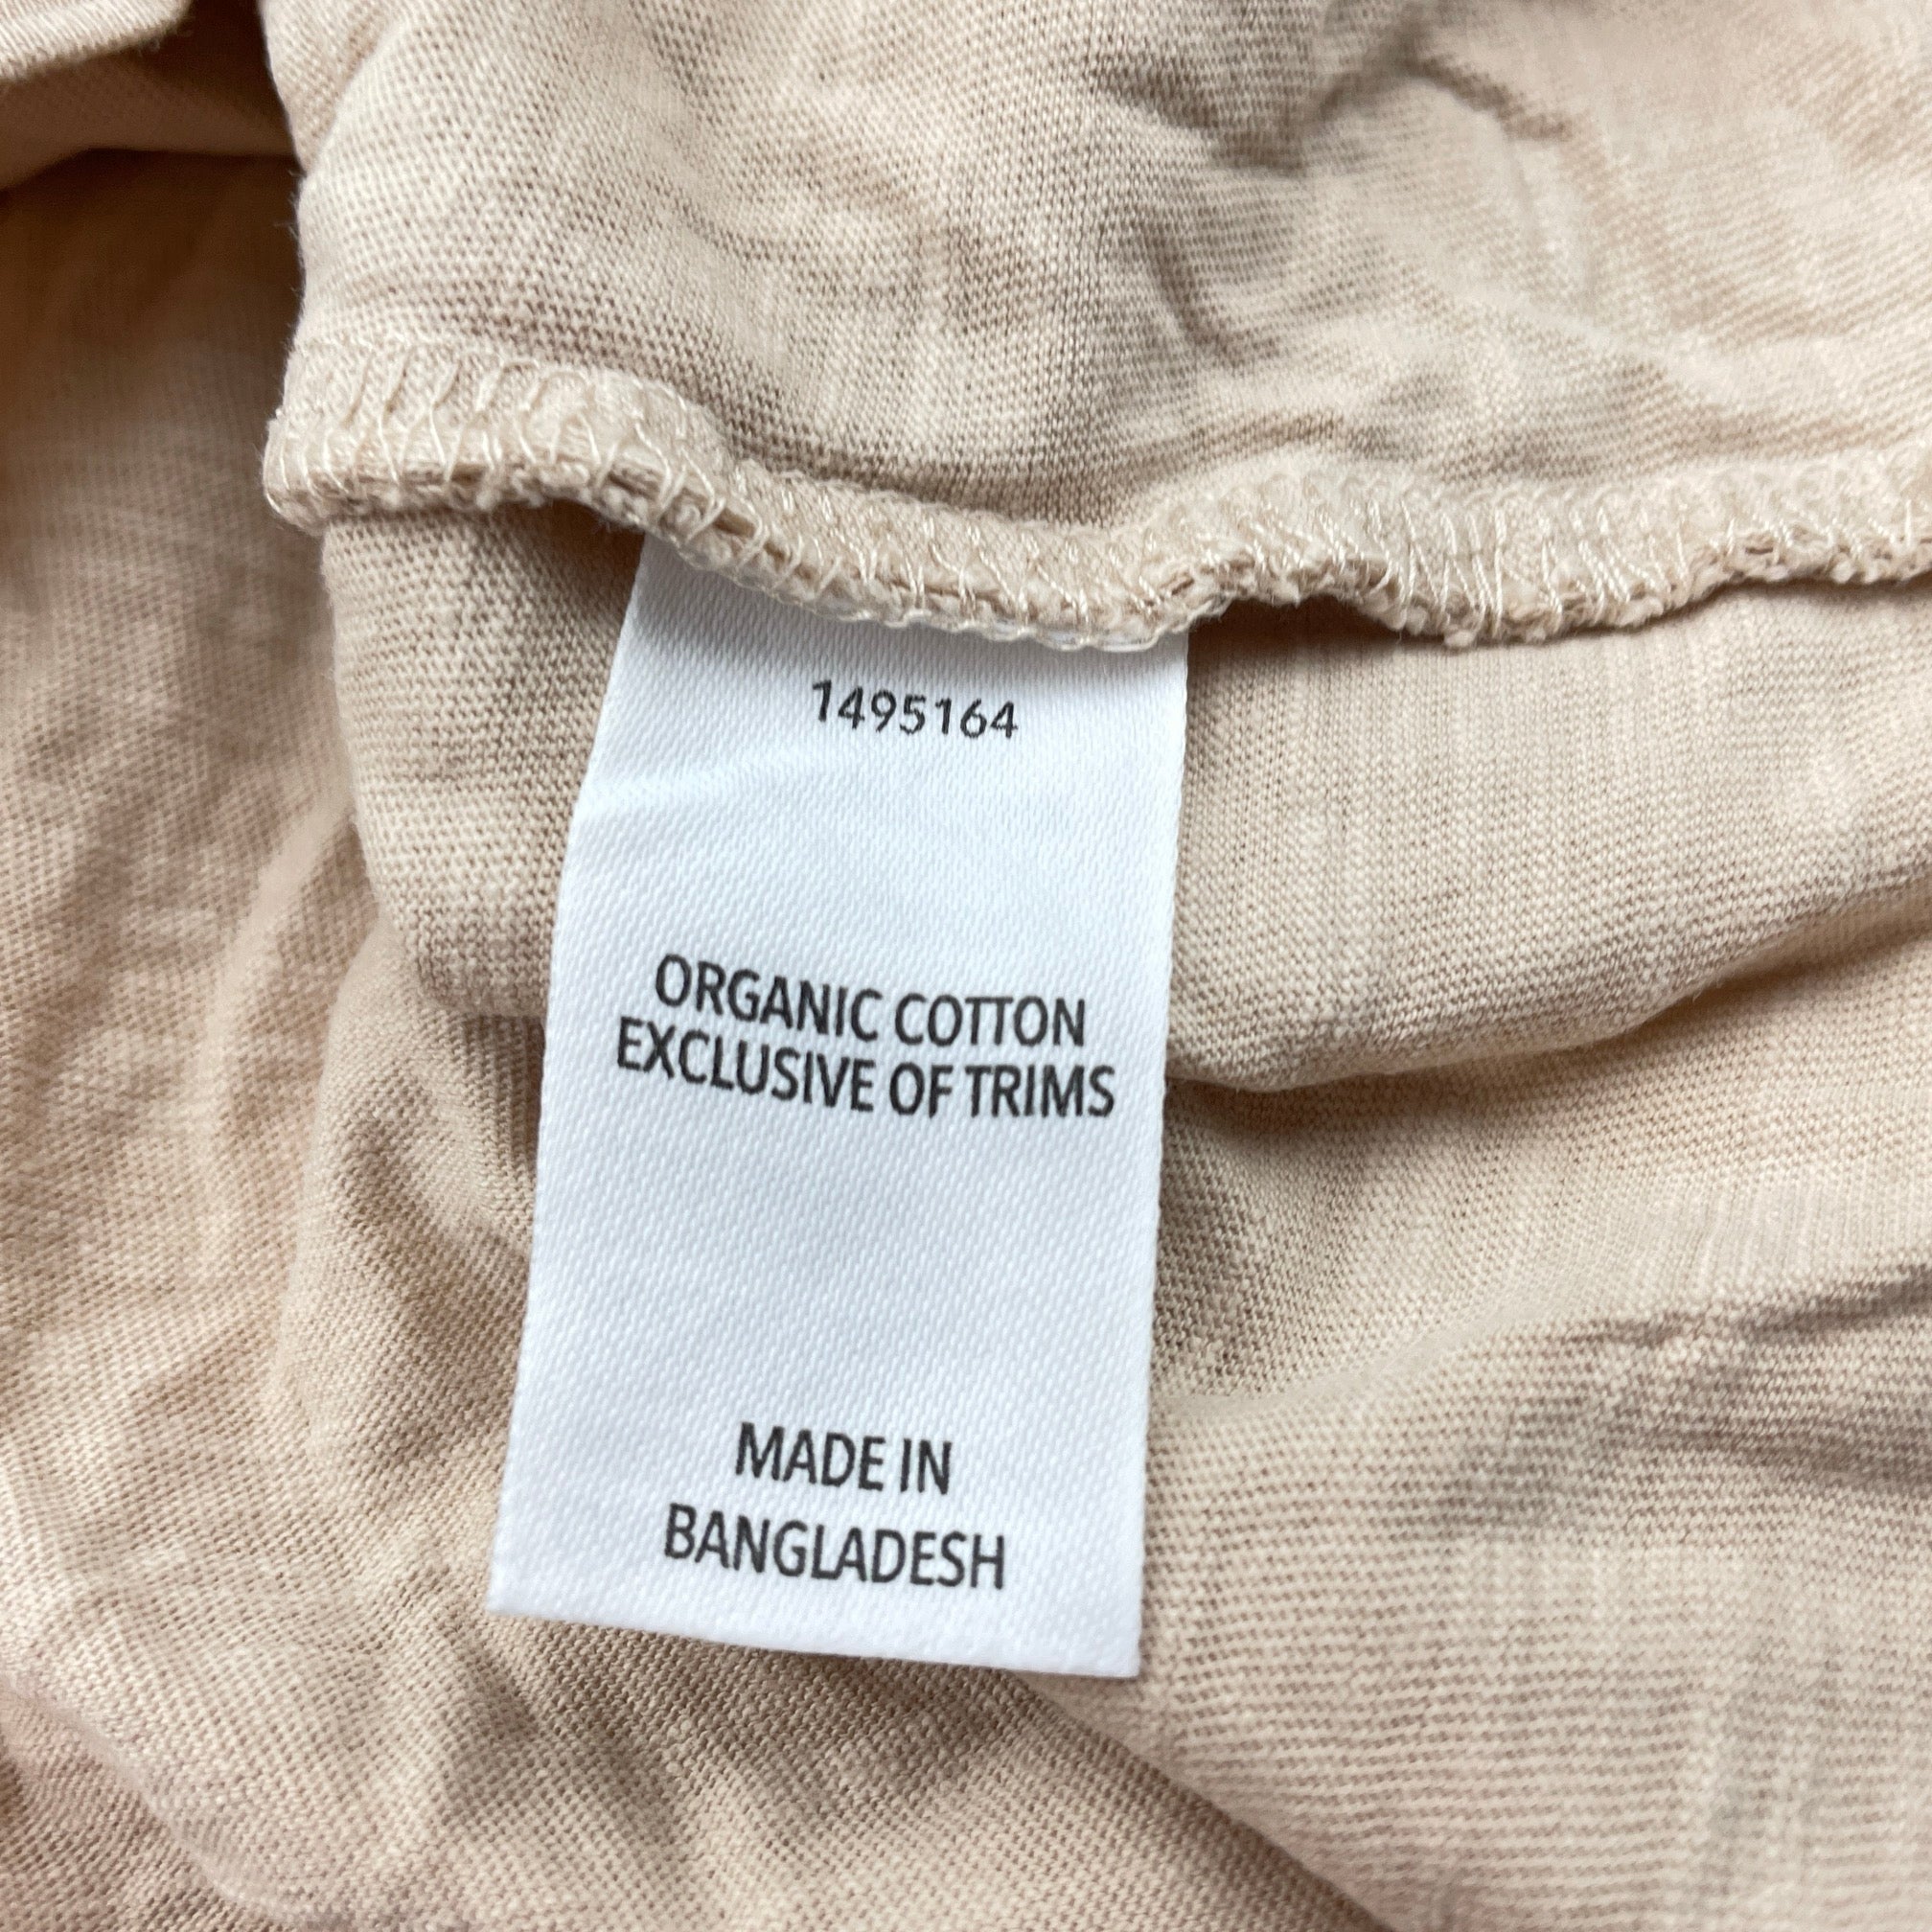 1495164
ORGANIC COTTON
EXCLUSIVE OF TRIMS
MADE IN
BANGLADESH